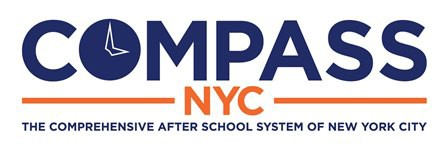 COMPASS
NYC
THE COMPREHENSIVE AFTER SCHOOL SYSTEM OF NEW YORK CITY